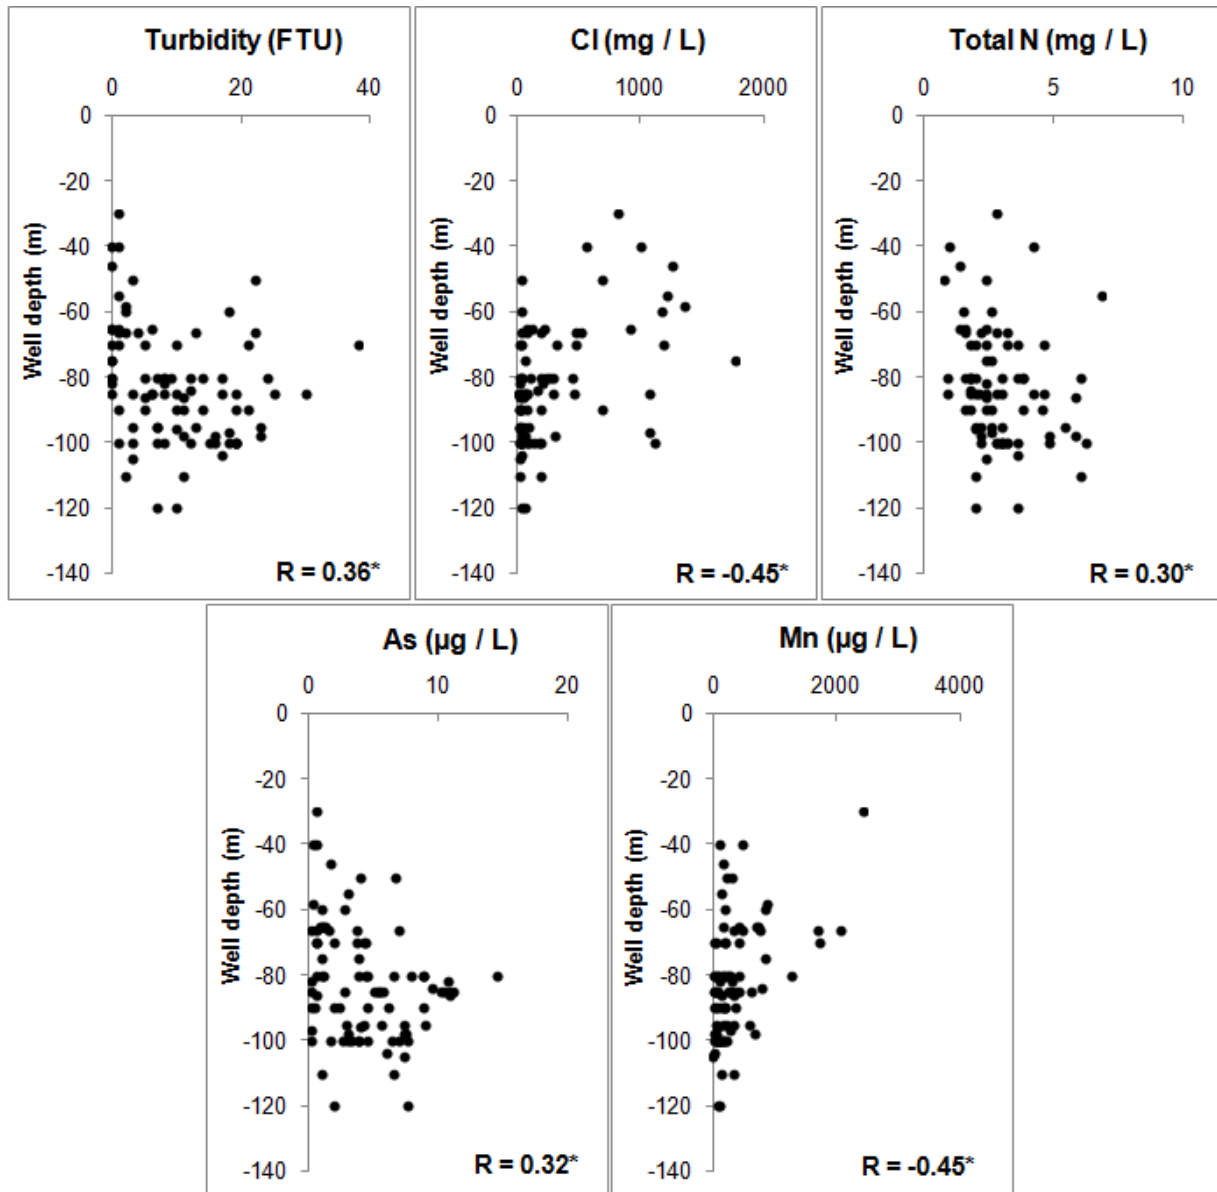 Turbidity (FTU)
0 20 40
0
-20
-40
-60
-80
-100
-120
-140
Well depth (m)
R = 0.36*
Cl (mg / L)
0 1000 2000
0
-20
-40
-60
-80
-100
-120
-140
Well depth (m)
R = -0.45*
Total N (mg / L)
0 5 10
0
-20
-40
-60
-80
-100
-120
-140
Well depth (m)
R = 0.30*
As (µg / L)
0 10 20
0
-20
-40
-60
-80
-100
-120
-140
Well depth (m)
R = 0.32*
Mn (µg / L)
0 2000 4000
0
-20
-40
-60
-80
-100
-120
-140
Well depth (m)
R = -0.45*